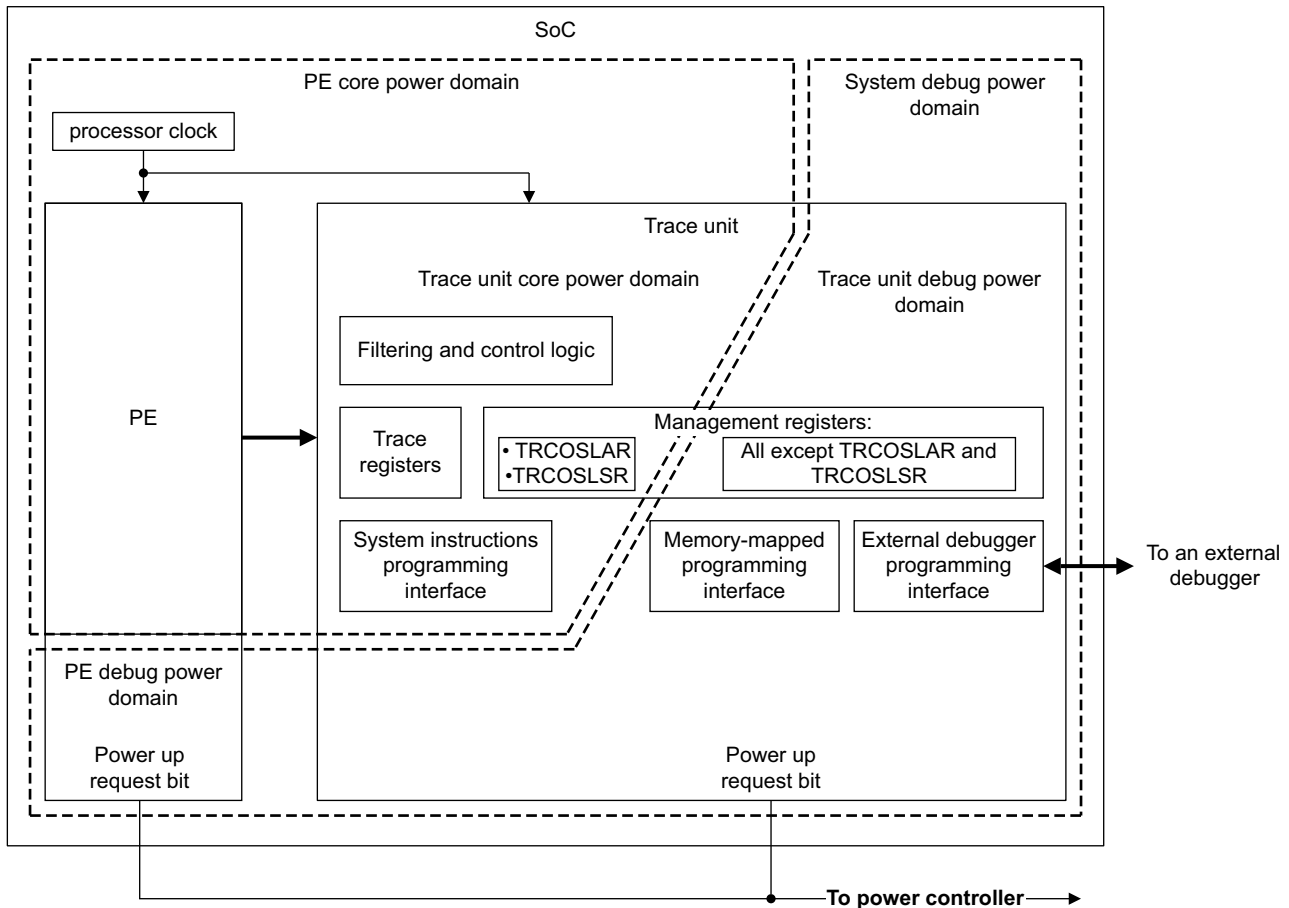 SoC
PE core power domain
System debug power
domain
processor clock
Trace unit
Trace unit core power domain
Trace unit debug power
domain
Filtering and control logic
PE
Trace
registers
Management registers:
• TRCOSLAR
•TRCOSLSR
All except TRCOSLAR and
TRCOSLSR
System instructions
programming
interface
Memory-mapped
programming
interface
External debugger
programming
interface
To an external
debugger
PE debug power
domain
Power up
request bit
Power up
request bit
To power controller